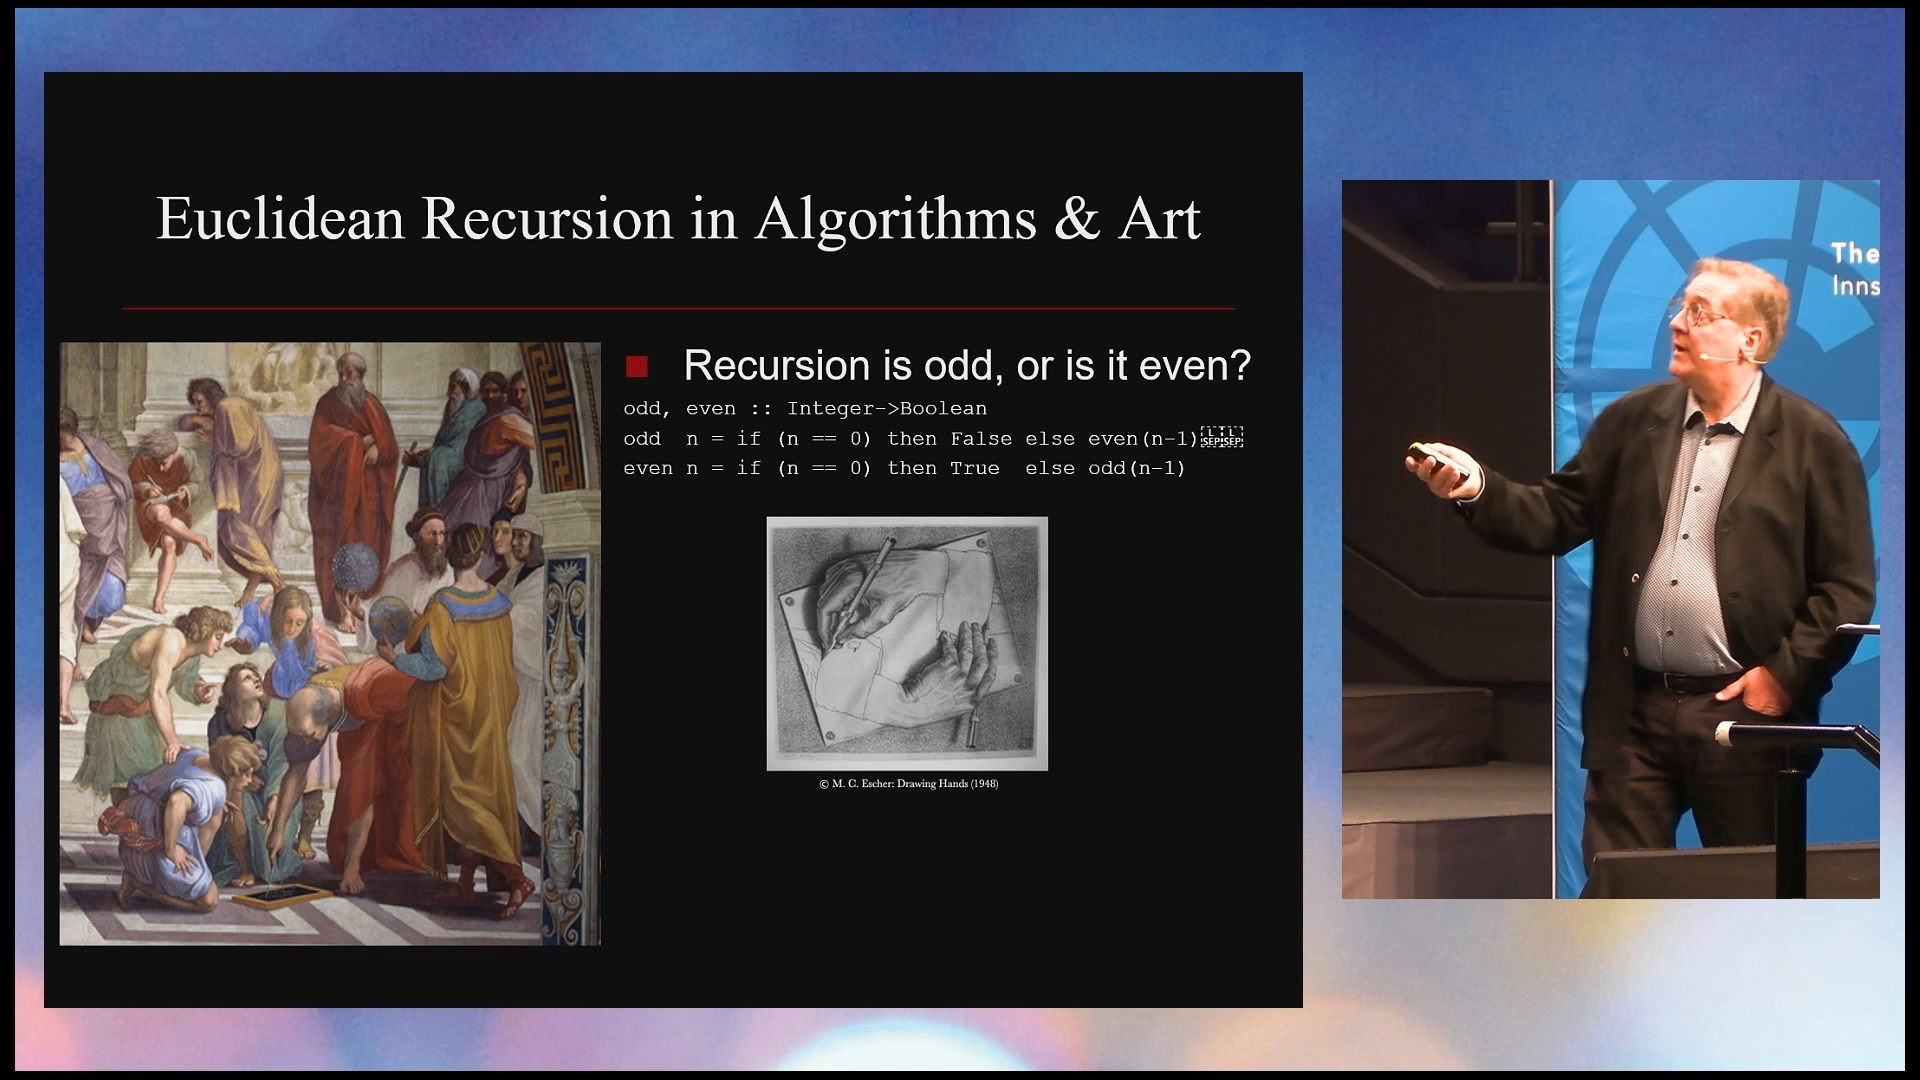 Euclidean Recursion in Algorithms & Art
Recursion is odd, or is it even?
odd, even :: Integer->Boolean
odd  n = if (n == 0) then False else even(n-1)
L SEP L SEP
even n = if (n == 0) then True  else odd(n-1)
© M. C. Escher: Drawing Hands (1948)
The
Inns